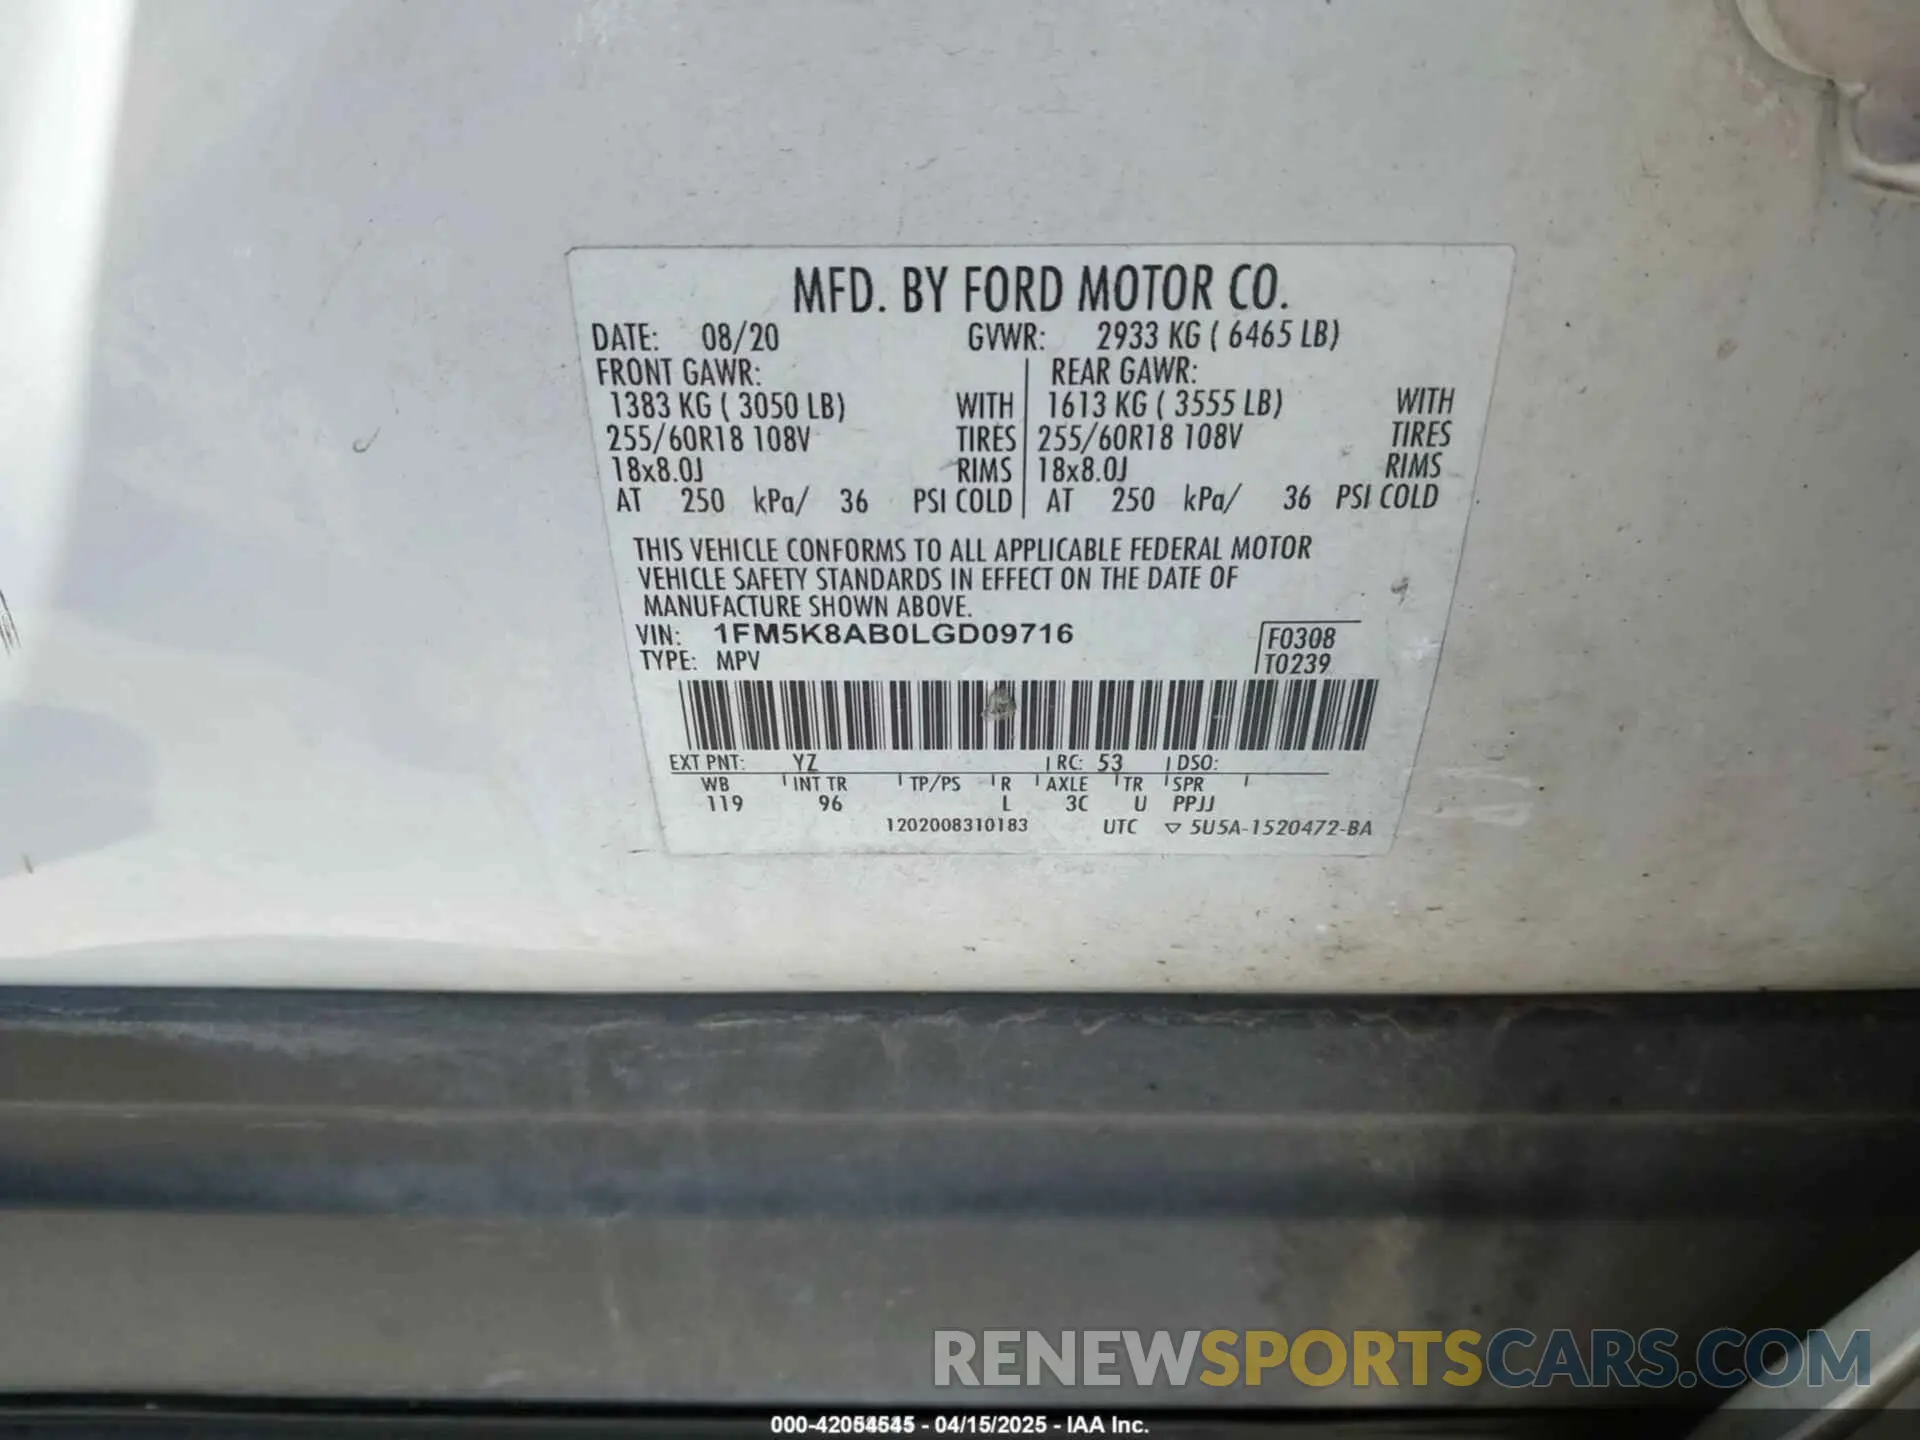 MFD. BY FORD MOTOR CO.
DATE: 08/20 GVWR: 2933 KG ( 6465 LB)
FRONT GAWR: REAR GAWR:
1383 KG ( 3050 LB) WITH 1613 KG ( 3555 LB) WITH
255/60R18 108V TIRES 255/60R18 108V TIRES
18x8.0J RIMS 18x8.0J RIMS
AT 250 kPa/ 36 PSI COLD AT 250 kPa/ 36 PSI COLD
THIS VEHICLE CONFORMS TO ALL APPLICABLE FEDERAL MOTOR
VEHICLE SAFETY STANDARDS IN EFFECT ON THE DATE OF
MANUFACTURE SHOWN ABOVE.
VIN: 1FM5K8AB0LGD09716 F0308
TYPE: MPV T0239
EXT PNT: YZ RC: 53 DSO:
WB INT TR TP/PS R AXLE TR SPR
119 96 L 3C U PPJJ
1202008310183 UTC ▽ 5U5A-1520472-BA
RENEWSPORTSCARS.COM
- 04/15/2025 - IAA Inc.